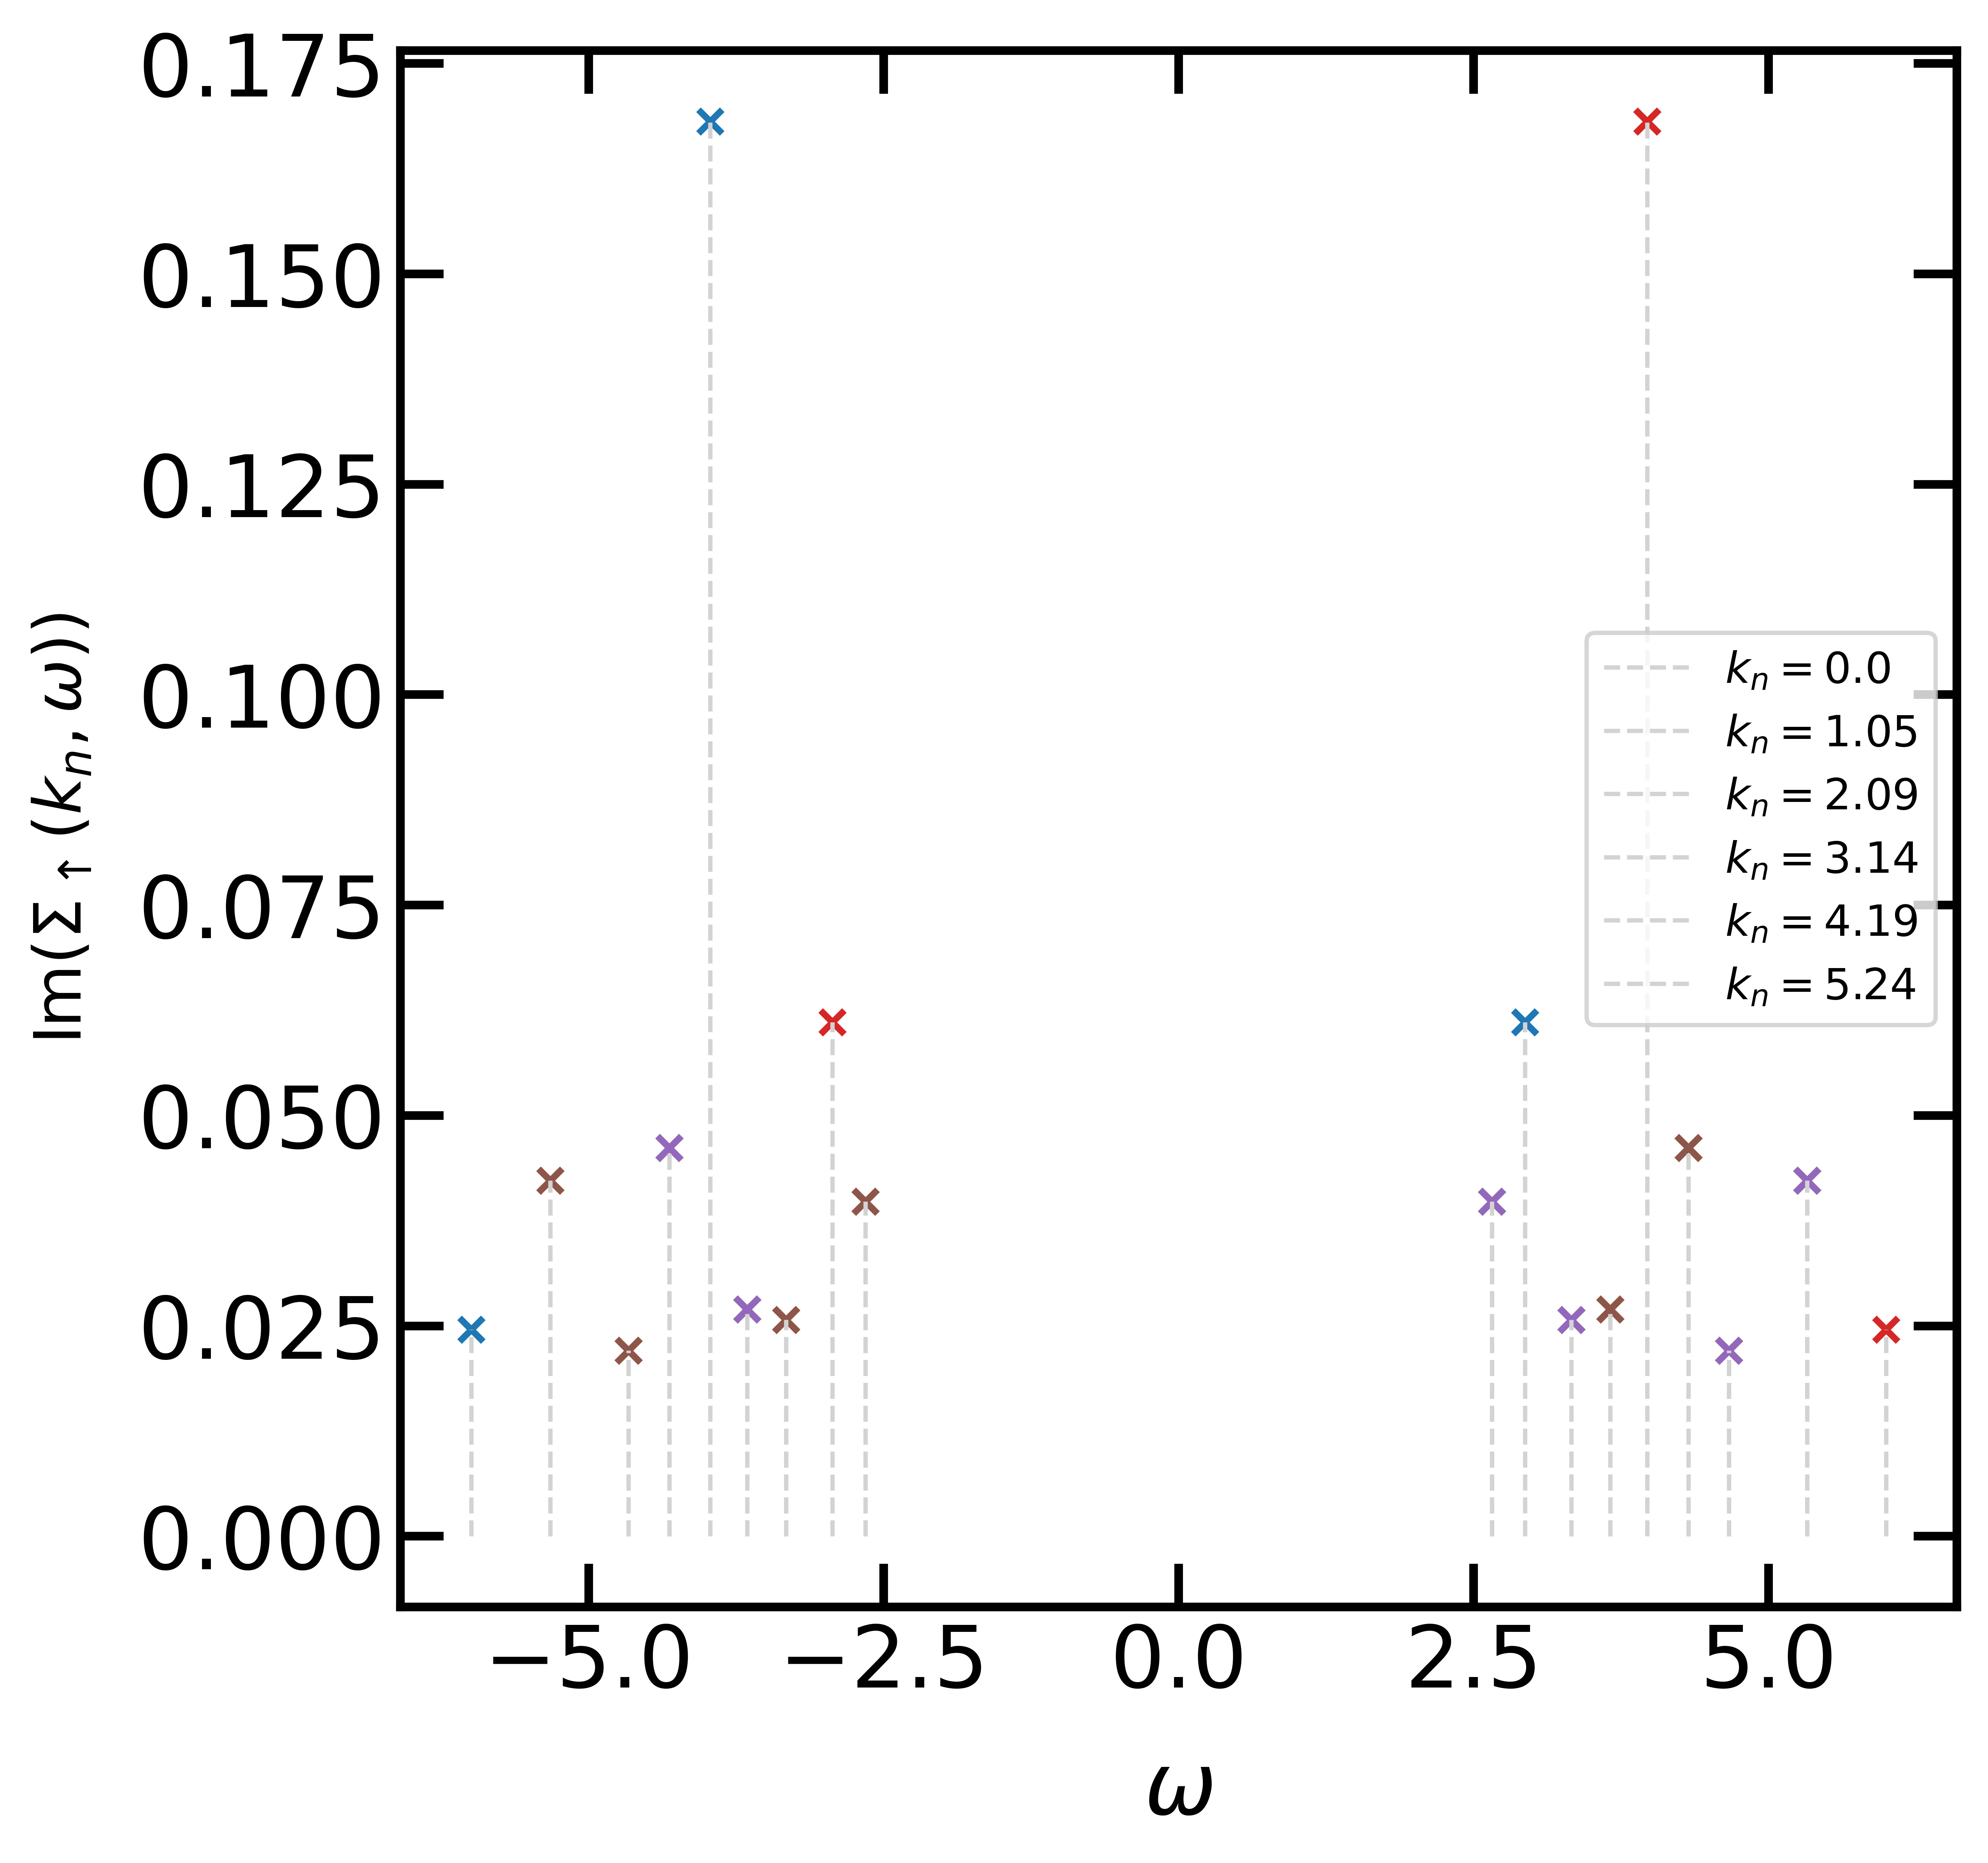 0.175
0.150
0.125
0.100
0.075
0.050
0.025
0.000
Im(Σ↑(kₙ, ω)))
kₙ = 0.0
kₙ = 1.05
kₙ = 2.09
kₙ = 3.14
kₙ = 4.19
kₙ = 5.24
−5.0 −2.5 0.0 2.5 5.0
ω